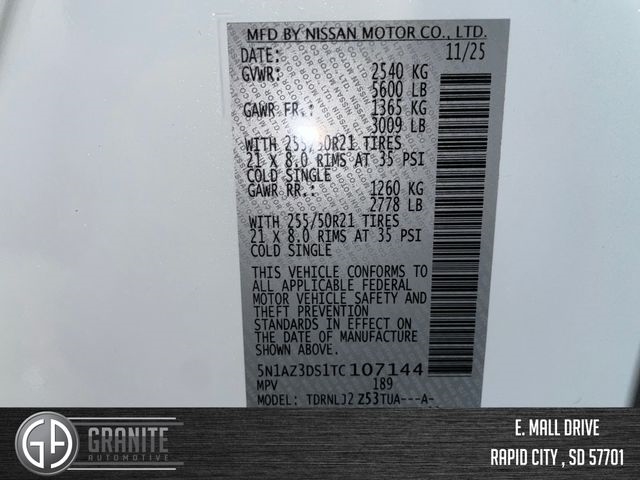 MFD BY NISSAN MOTOR CO., LTD.
DATE: 11/25
GVWR: 2540 KG
5600 LB
GAWR FR.: 1365 KG
3009 LB
WITH 255/50R21 TIRES
21 X 8.0 RIMS AT 35 PSI
COLD SINGLE
GAWR RR.: 1260 KG
2778 LB
WITH 255/50R21 TIRES
21 X 8.0 RIMS AT 35 PSI
COLD SINGLE
THIS VEHICLE CONFORMS TO
ALL APPLICABLE FEDERAL
MOTOR VEHICLE SAFETY AND
THEFT PREVENTION
STANDARDS IN EFFECT ON
THE DATE OF MANUFACTURE
SHOWN ABOVE.
5N1AZ3DS1TC107144
MPV 189
MODEL: TDRNLJ2 Z53TUA---A-
GA
GRANITE
AUTOMOTIVE
E. MALL DRIVE
RAPID CITY , SD 57701